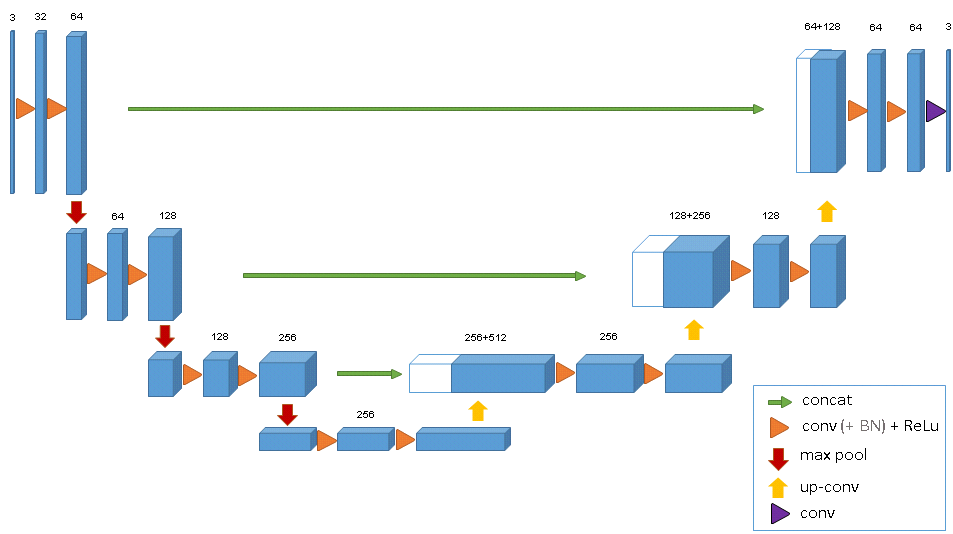 3 32 64
64+128 64 64 3
64 128
128+256 128
128 256
256+512 256
256
concat
conv (+ BN) + ReLu
max pool
up-conv
conv